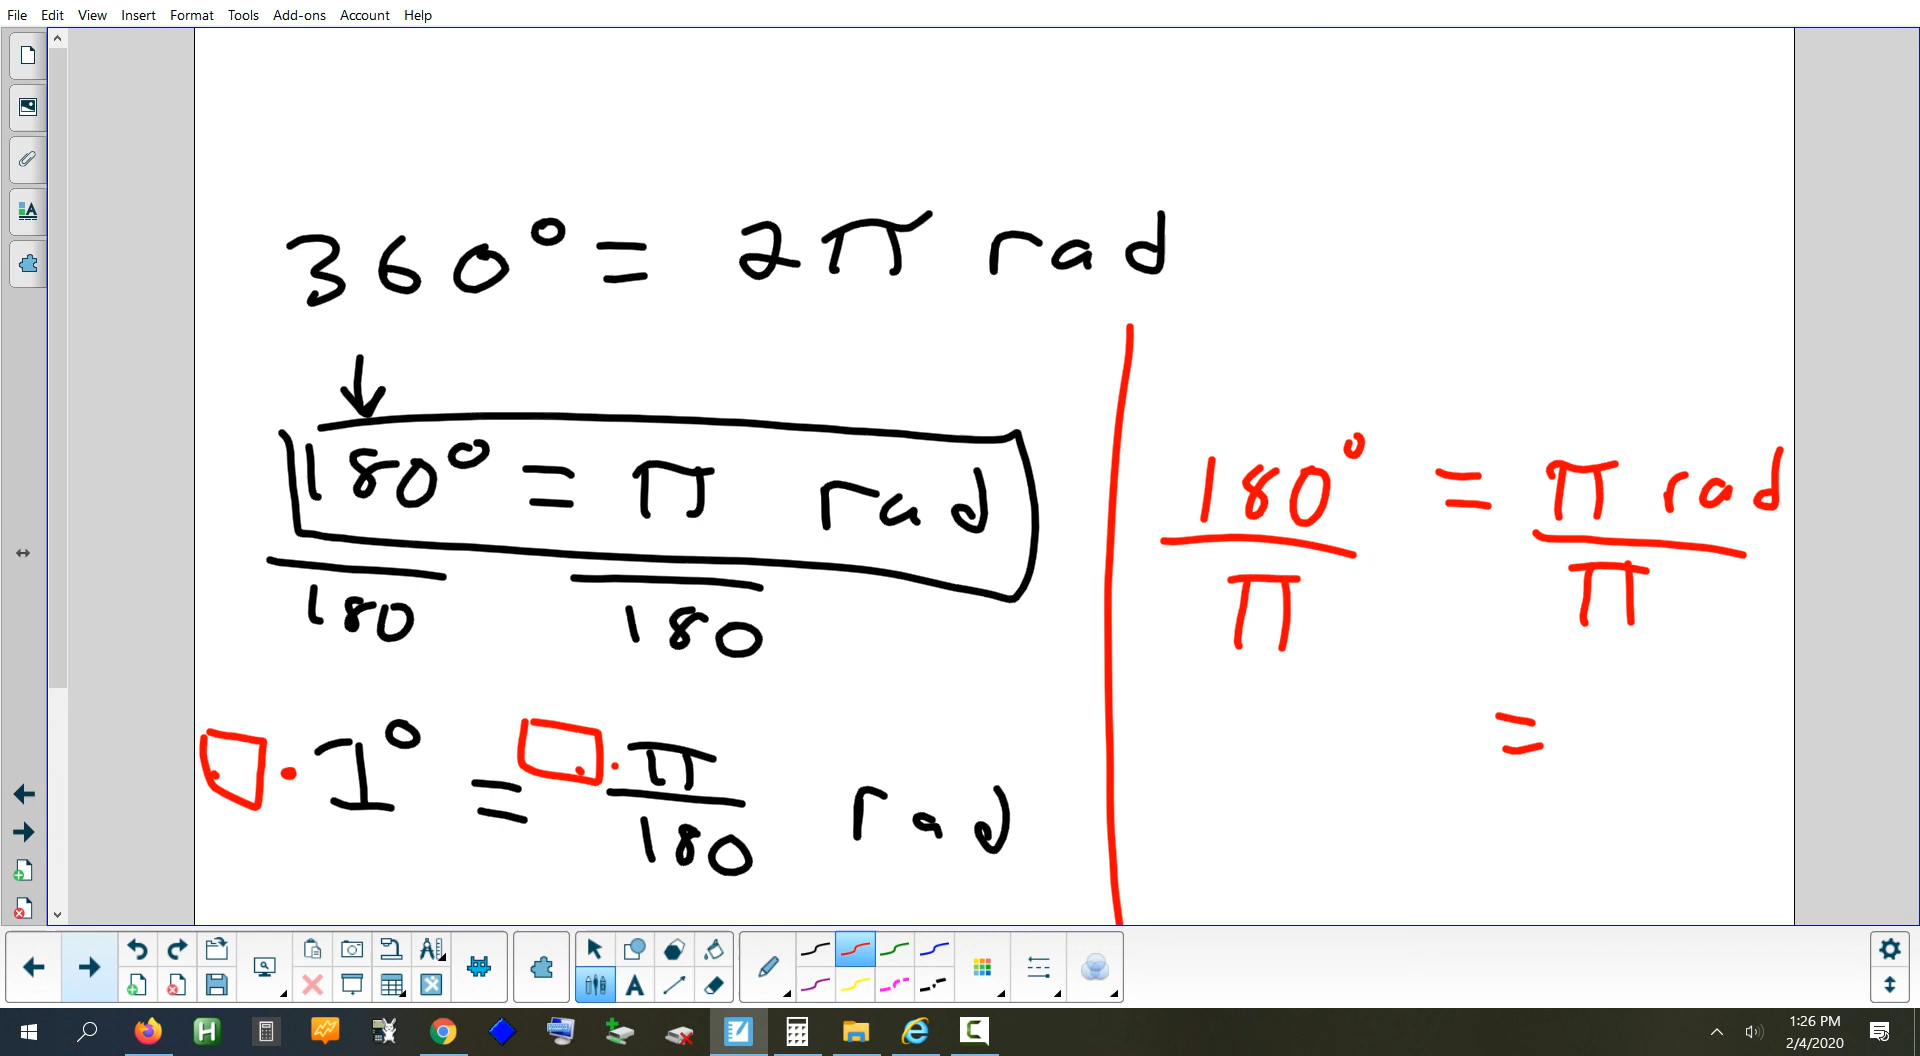 File Edit View Insert Format Tools Add-ons Account Help
360° = 2π rad
180° = π rad
180 180
□ · 1° = □ · π/180 rad
180° = π rad
π π
=
1:26 PM
2/4/2020